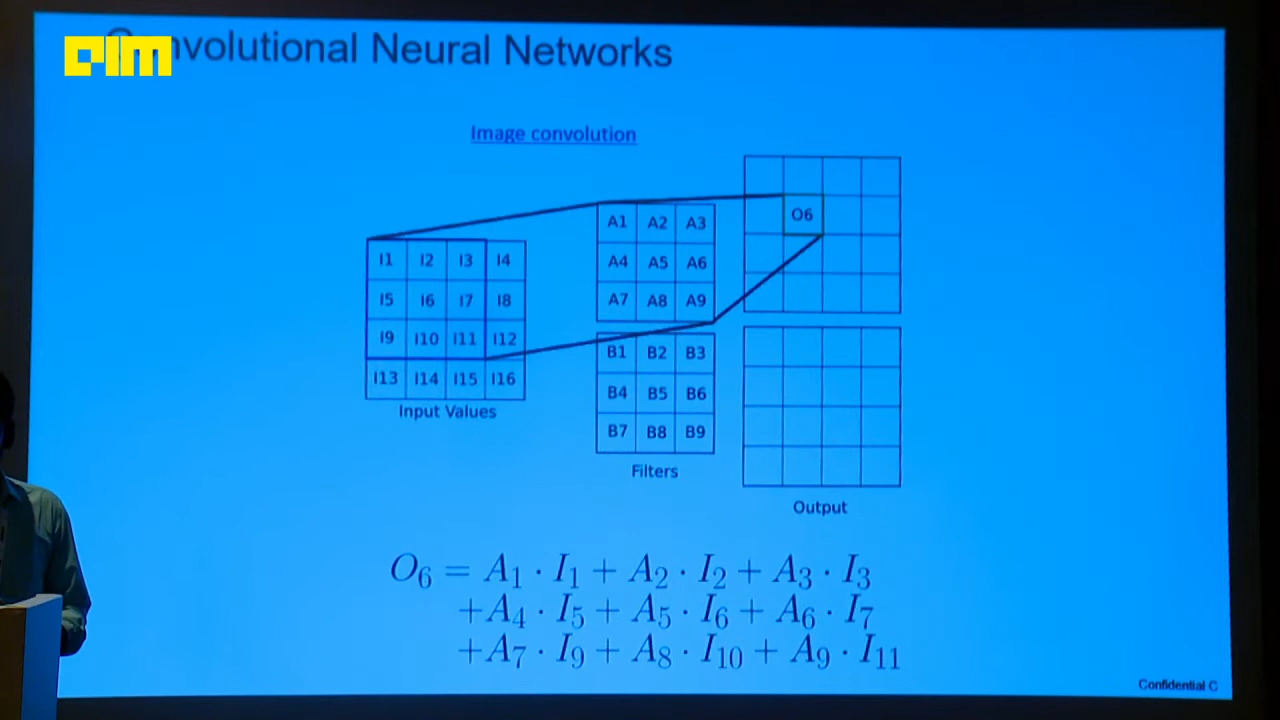 AIM
Convolutional Neural Networks
Image convolution
I1 I2 I3 I4
I5 I6 I7 I8
I9 I10 I11 I12
I13 I14 I15 I16
Input Values
A1 A2 A3
A4 A5 A6
A7 A8 A9
B1 B2 B3
B4 B5 B6
B7 B8 B9
Filters
O6
Output
O₆ = A₁ · I₁ + A₂ · I₂ + A₃ · I₃
+A₄ · I₅ + A₅ · I₆ + A₆ · I₇
+A₇ · I₉ + A₈ · I₁₀ + A₉ · I₁₁
Confidential C